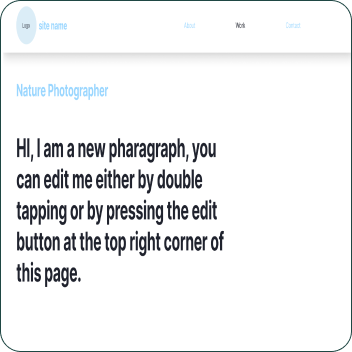 Logo site name About Work Contact
Nature Photographer
HI, I am a new pharagraph, you
can edit me either by double
tapping or by pressing the edit
button at the top right corner of
this page.